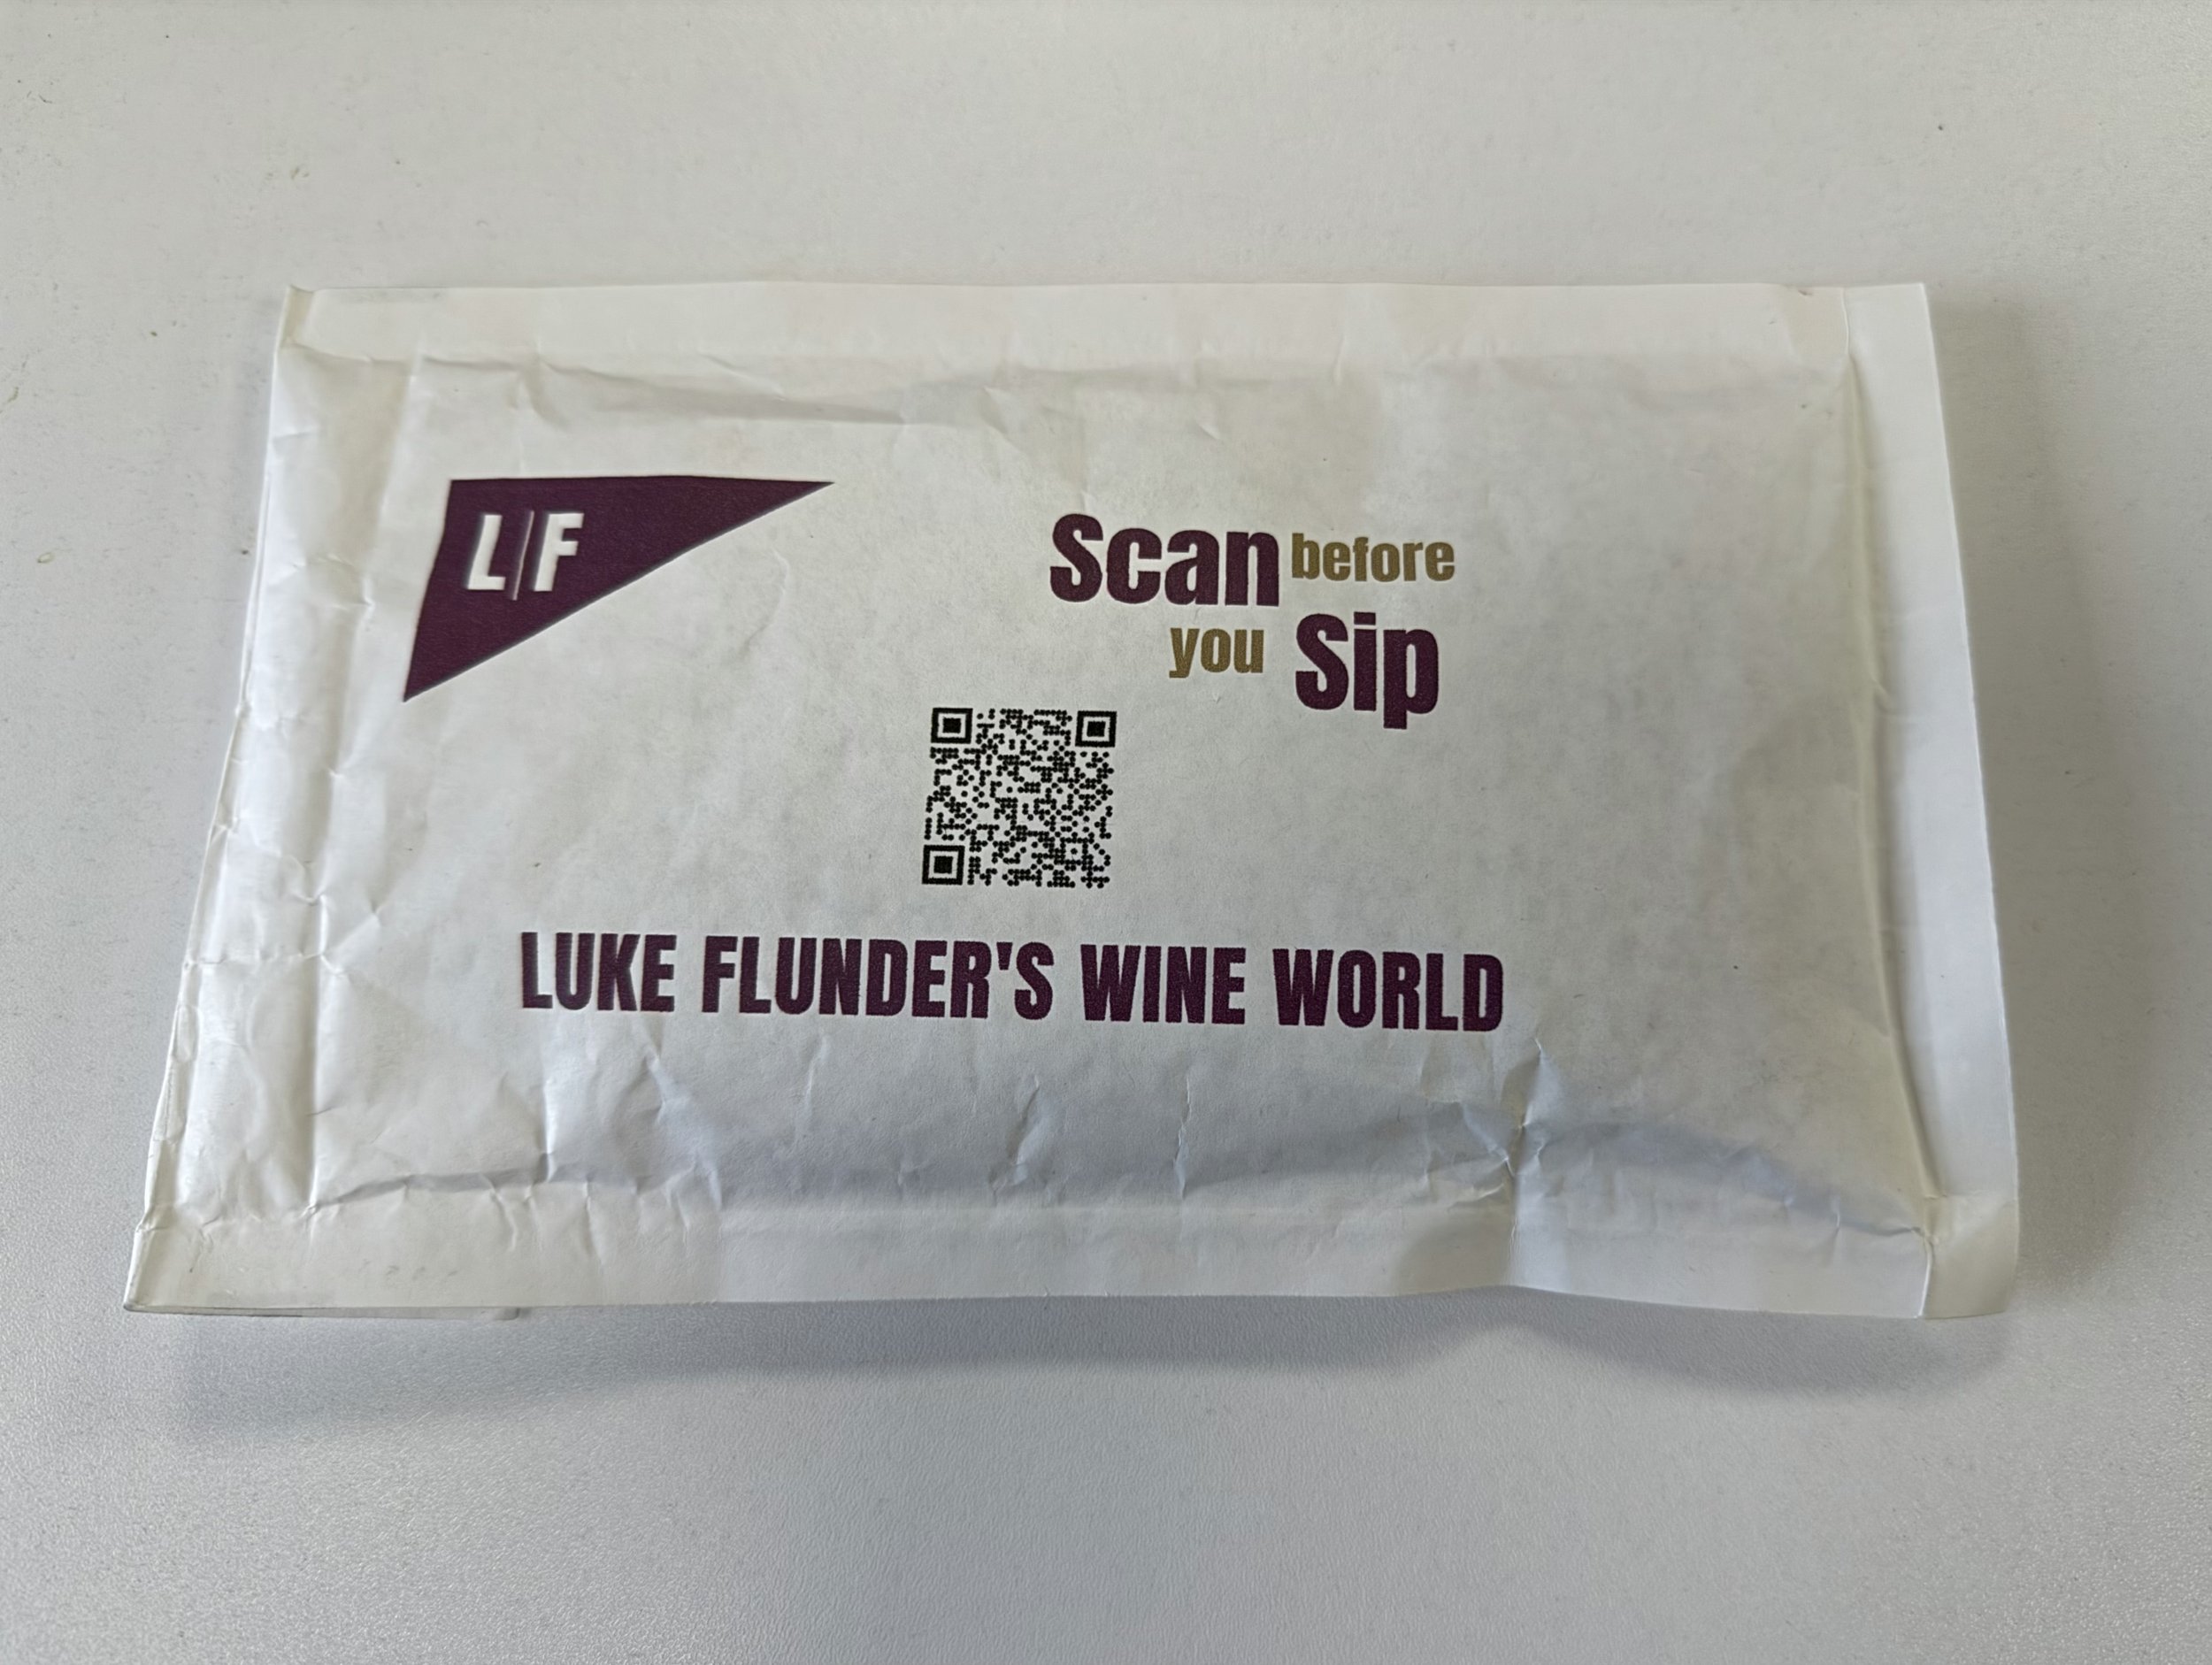 L|F
Scan before
you Sip
LUKE FLUNDER'S WINE WORLD